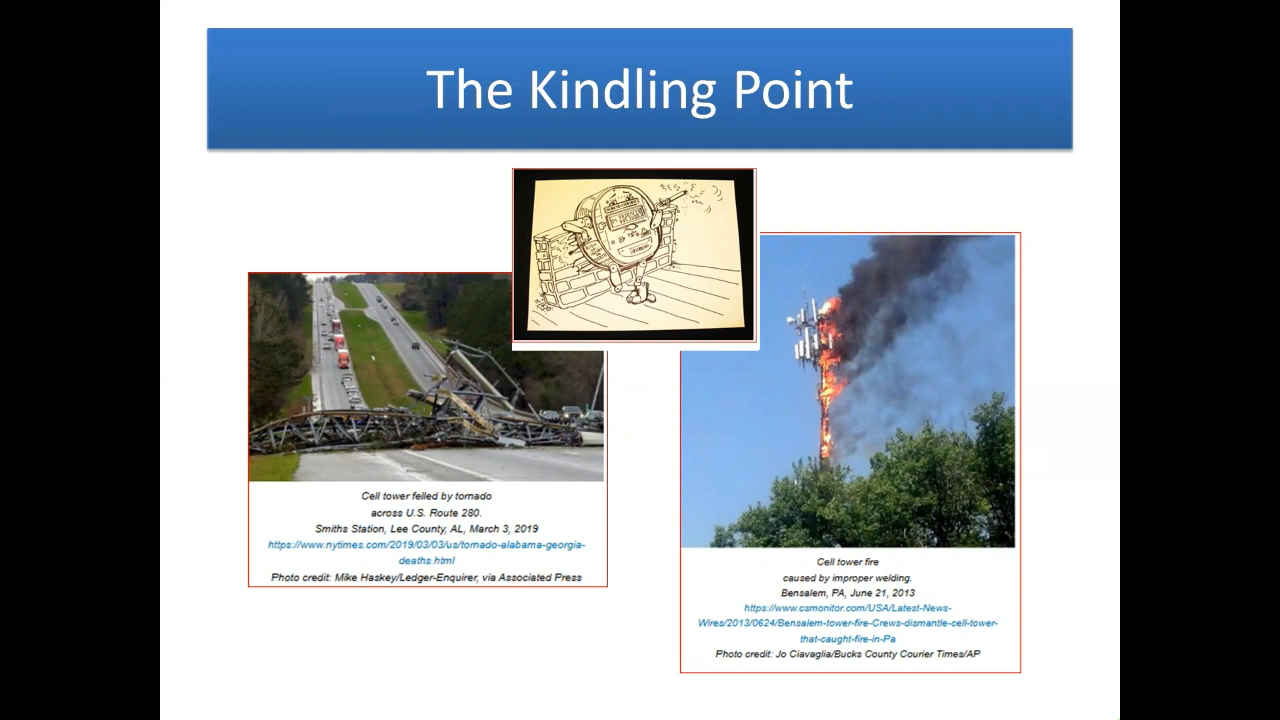 The Kindling Point
Cell tower felled by tornado
across U.S. Route 280.
Smiths Station, Lee County, AL, March 3, 2019
https://www.nytimes.com/2019/03/03/us/tornado-alabama-georgia-
deaths.html
Photo credit: Mike Haskey/Ledger-Enquirer, via Associated Press
Cell tower fire
caused by improper welding.
Bensalem, PA, June 21, 2013
https://www.csmonitor.com/USA/Latest-News-
Wires/2013/0624/Bensalem-tower-fire-Crews-dismantle-cell-tower-
that-caught-fire-in-Pa
Photo credit: Jo Ciavaglia/Bucks County Courier Times/AP